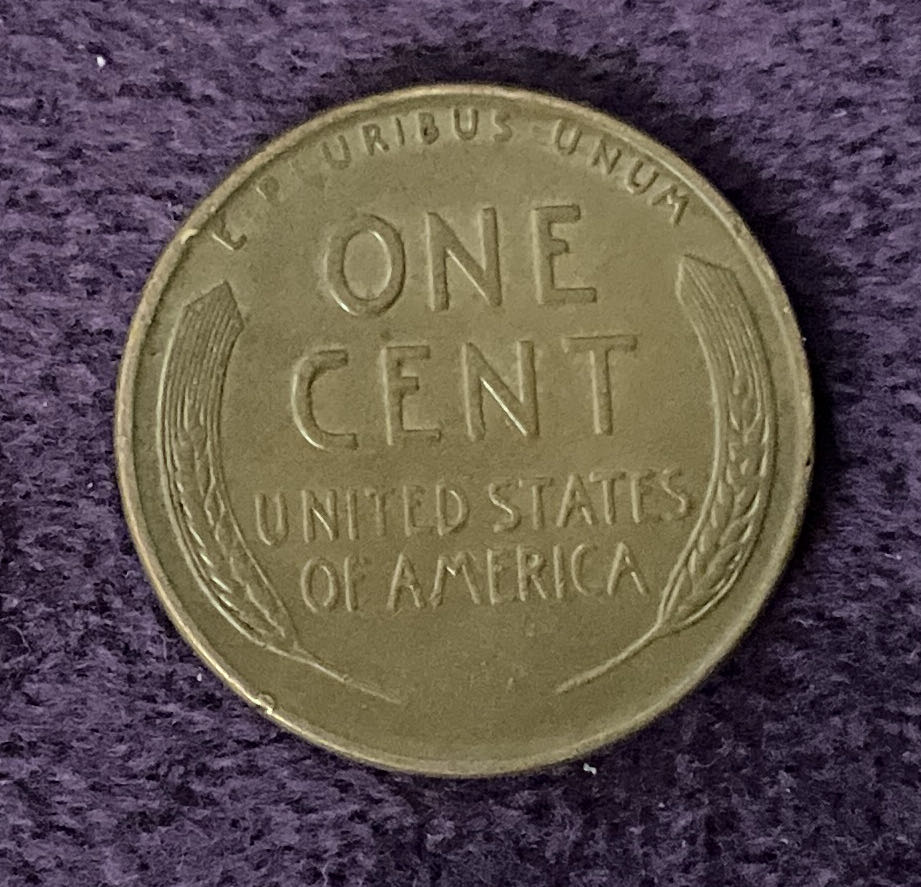 E PLURIBUS UNUM
ONE
CENT
UNITED STATES
OF AMERICA